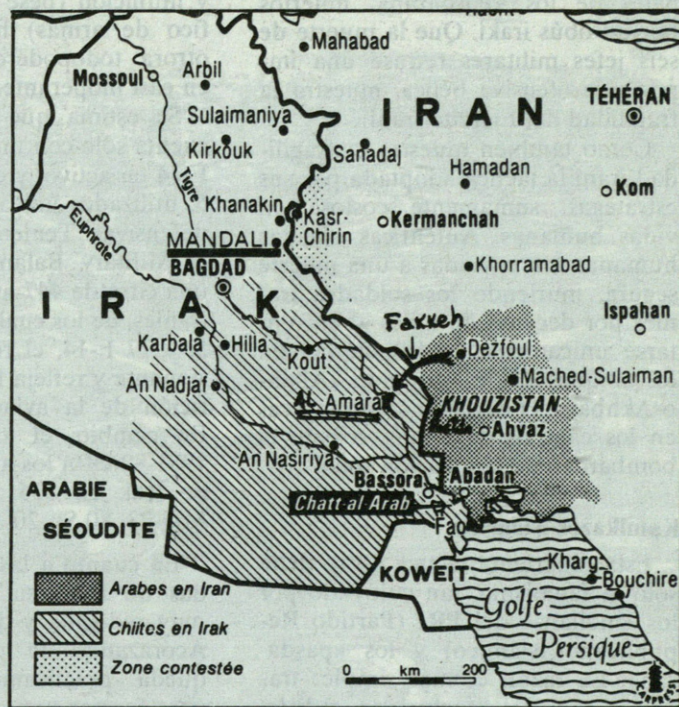 Mahabad
Mossoul
Arbil
IRAN
TÉHÉRAN
Sulaimaniya
Kirkouk
Sanadaj
Hamadan
Kom
Tigre
Khanakin
Kasr-
Chirin
Kermanchah
Euphrate
MANDALI
BAGDAD
Khorramabad
IRAK
Ispahan
Fakkeh
Karbala
Hilla
Kout
Dezfoul
An Nadjaf
Mached-Sulaiman
AL Amara
KHOUZISTAN
Ahvaz
An Nasiriya
Bassora
Abadan
ARABIE
SÉOUDITE
Chatt-al-Arab
Fao
KOWEIT
Kharg
Bouchire
Golfe
Persique
Arabes en Iran
Chiites en Irak
Zone contestée
0
km
200